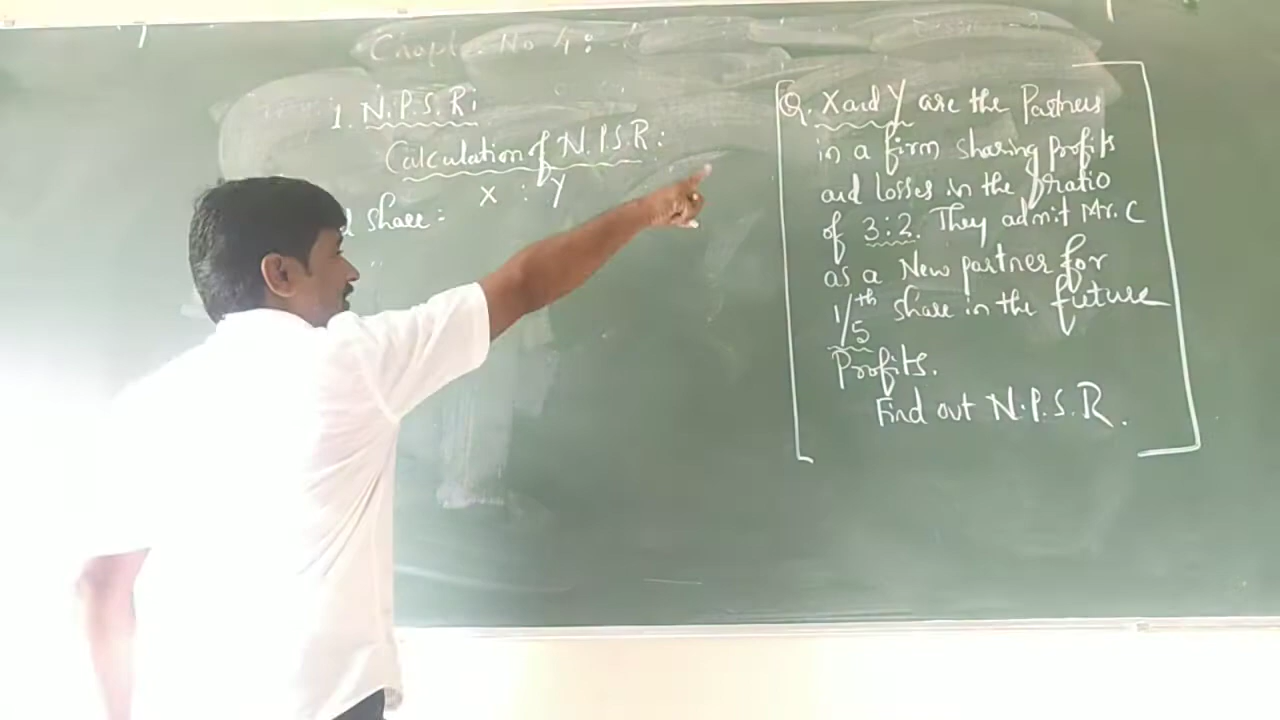 Chapt No 4:
1. N.P.S.R:
Calculation of N.P.S.R:
X : Y
share:
"
Q. X and Y are the Partners
in a firm sharing profits
and losses in the ratio
of 3:2. They admit Mr. C
as a New partner for
1/5th share in the future
Profits.
Find out N.P.S.R.